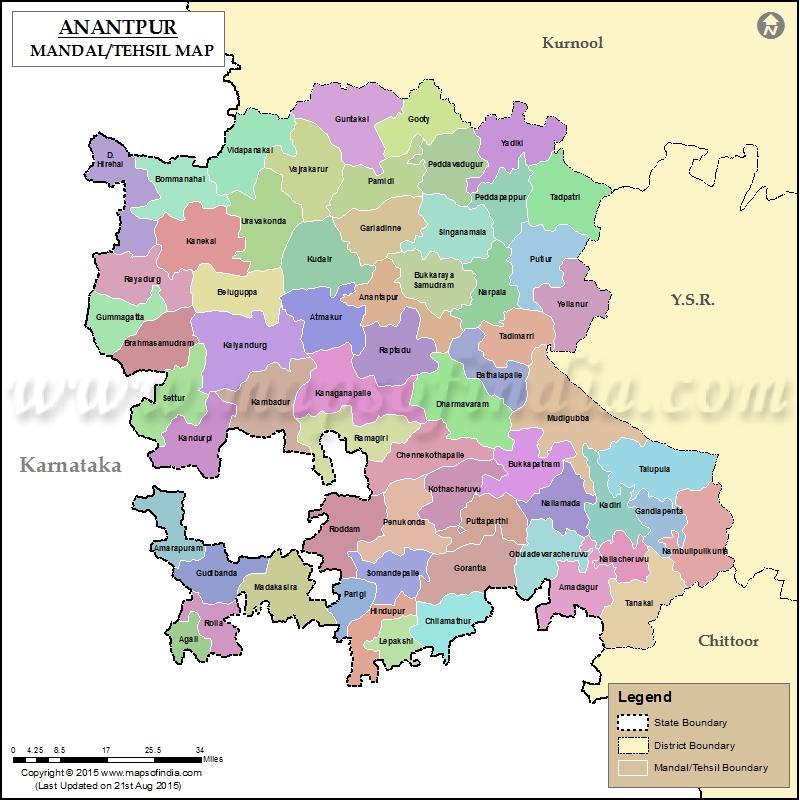 ANANTPUR
MANDAL/TEHSIL MAP
N
Kurnool
Guntakal
Gooty
Yadiki
Vidapanakal
D.
Hirehal
Vajrakarur
Peddavadugur
Bommanahal
Pamidi
Peddapappur
Tadpatri
Uravakonda
Garladinne
Singanamala
Kanekal
Kudair
Putlur
Rayadurg
Beluguppa
Bukkaraya
Samudram
Narpala
Anantapur
Yellanur
Y.S.R.
Gummagatta
Atmakur
Tadimarri
Brahmasamudram
Kalyandurg
Raptadu
Bathalapalle
www.mapsofindia.com
Settur
Kambadur
Kanaganapalle
Dharmavaram
Mudigubba
Kandurpi
Ramagiri
Chennekothapalle
Karnataka
Bukkapatnam
Talupula
Kothacheruvu
Nallamada
Kadiri
Gandlapenta
Roddam
Penukonda
Puttaparthi
Amarapuram
Obuladevaracheruvu
Nallacheruvu
Nambulipulikunta
Gudibanda
Madakasira
Somandepalle
Gorantla
Amadagur
Parigi
Tanakal
Hindupur
Rolla
Chilamathur
Agali
Lepakshi
Chittoor
Legend
State Boundary
District Boundary
Mandal/Tehsil Boundary
0 4.25 8.5 17 25.5 34
Miles
Copyright © 2015 www.mapsofindia.com
(Last Updated on 21st Aug 2015)